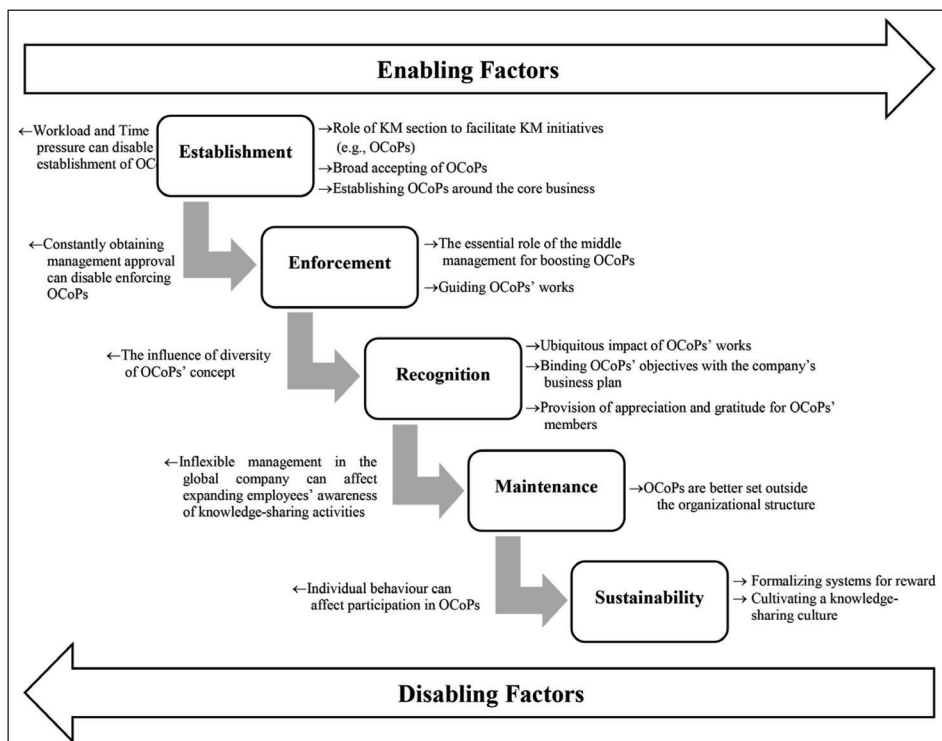 Enabling Factors
←Workload and Time
pressure can disable
establishment of OC
Establishment
→Role of KM section to facilitate KM initiatives
(e.g., OCoPs)
→Broad accepting of OCoPs
→Establishing OCoPs around the core business
←Constantly obtaining
management approval
can disable enforcing
OCoPs
Enforcement
→The essential role of the middle
management for boosting OCoPs
→Guiding OCoPs’ works
←The influence of diversity
of OCoPs’ concept
Recognition
→Ubiquitous impact of OCoPs’ works
→Binding OCoPs’ objectives with the company’s
business plan
→Provision of appreciation and gratitude for OCoPs’
members
←Inflexible management in the
global company can affect
expanding employees’ awareness
of knowledge-sharing activities
Maintenance
→OCoPs are better set outside
the organizational structure
←Individual behaviour can
affect participation in OCoPs
Sustainability
→ Formalizing systems for reward
→ Cultivating a knowledge-
sharing culture
Disabling Factors